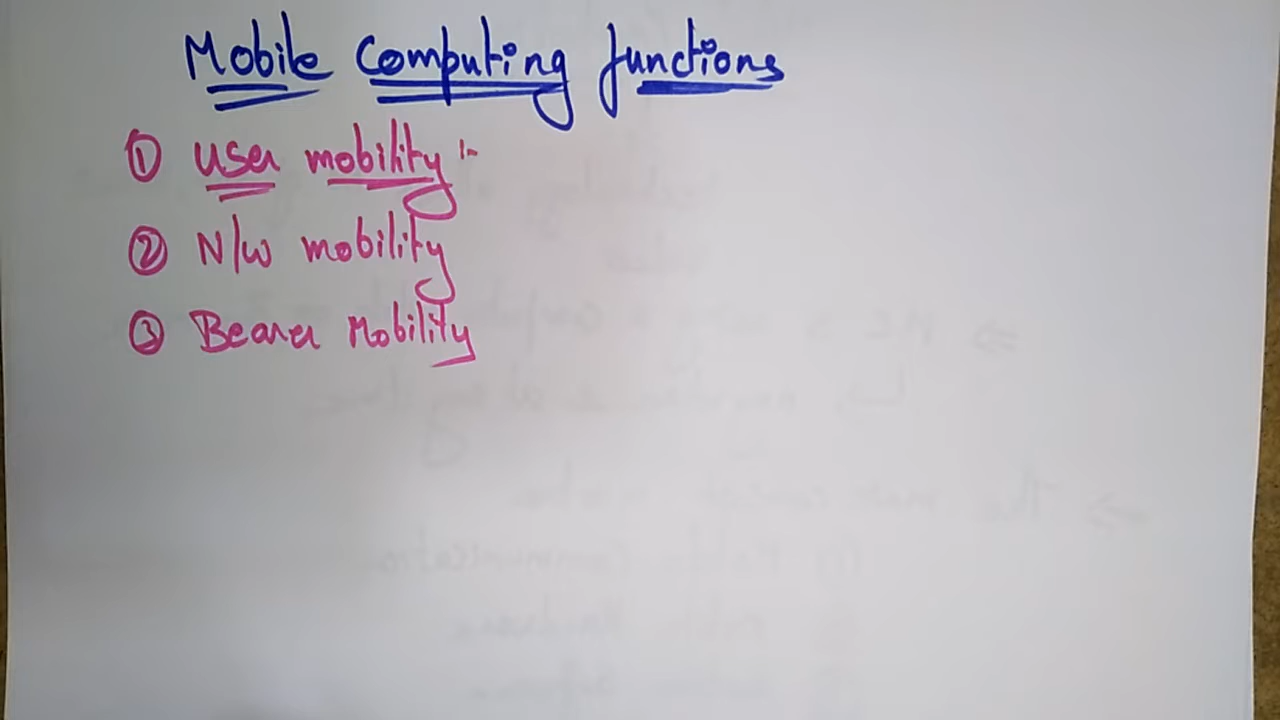 Mobile Computing functions
① user mobility :-
② N/w mobility
③ Bearer Mobility